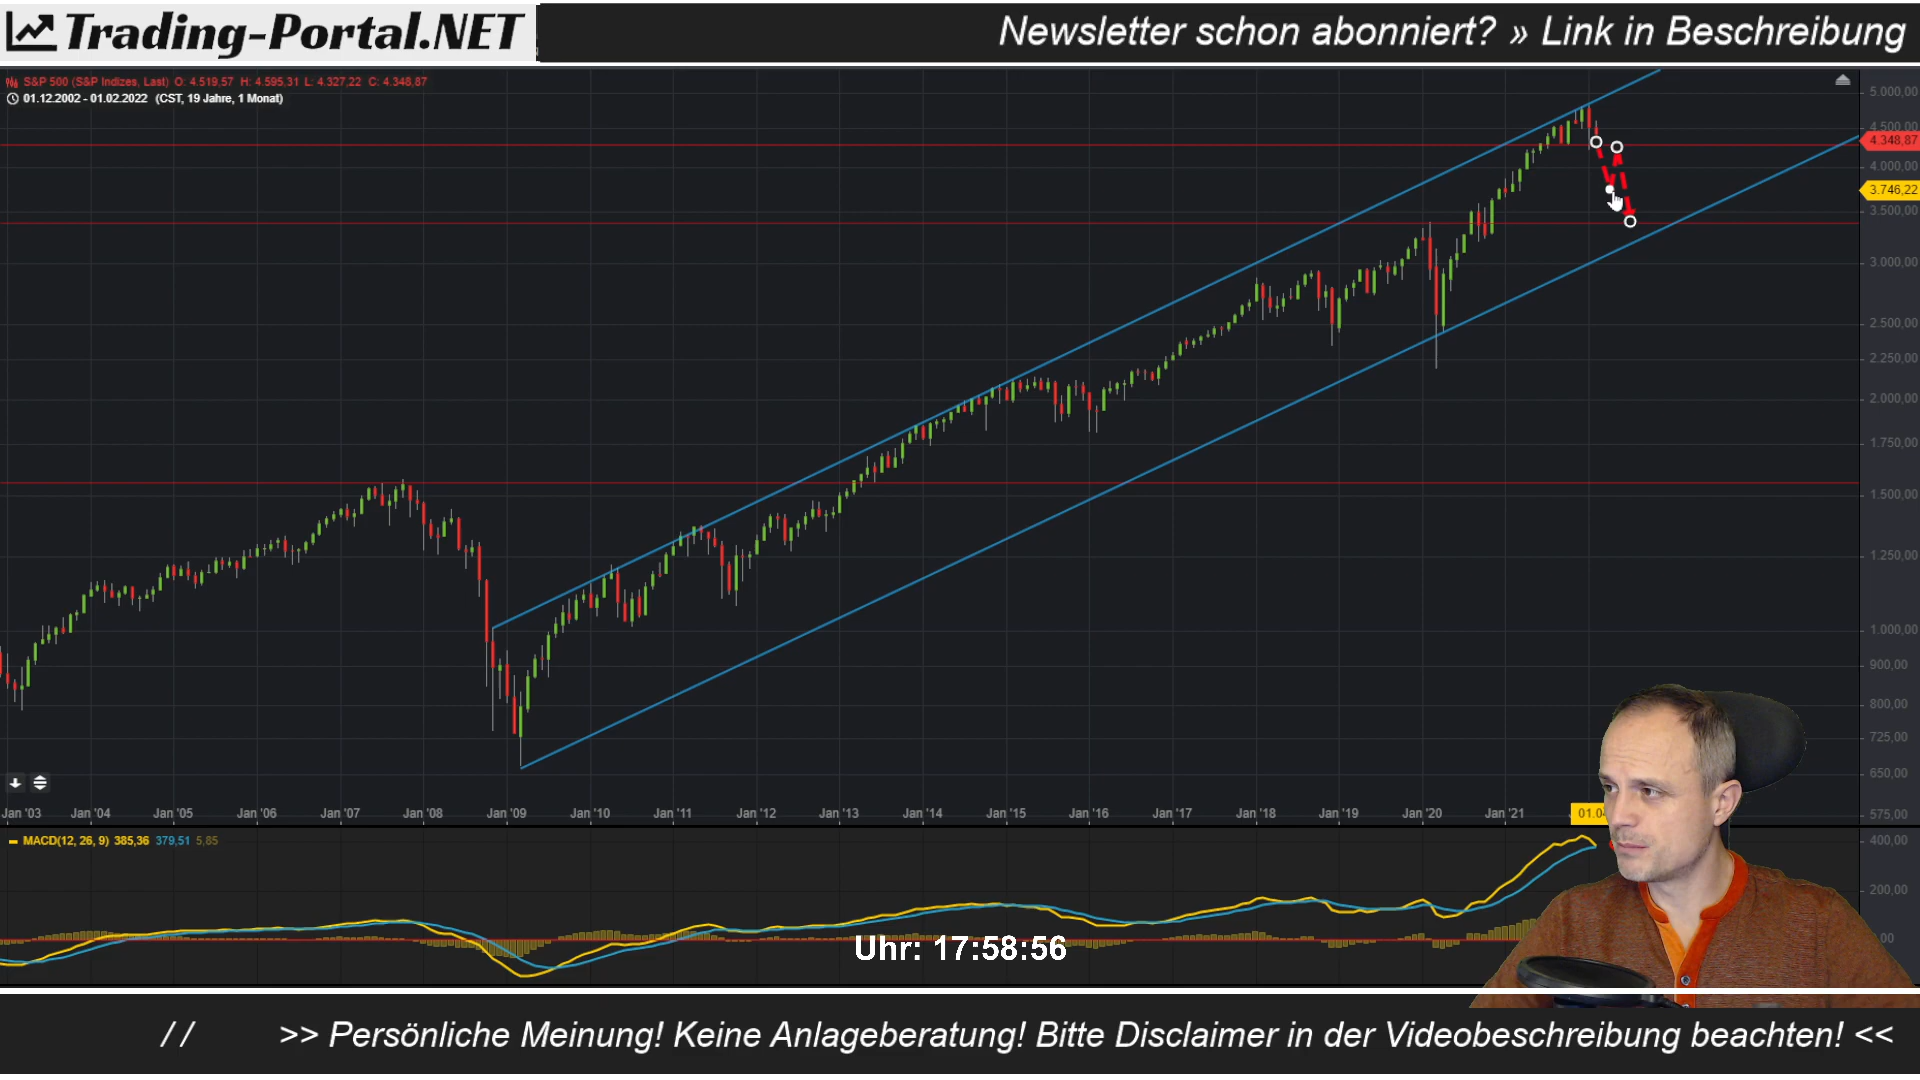 Trading-Portal.NET
Newsletter schon abonniert? » Link in Beschreibung
S&P 500 (S&P Indizes, Last) O: 4.519,57 H: 4.595,31 L: 4.327,22 C: 4.348,87
01.12.2002 - 01.02.2022 (CST, 19 Jahre, 1 Monat)
5.000,00
4.500,00
4.348,87
4.000,00
3.746,22
3.500,00
3.000,00
2.500,00
2.250,00
2.000,00
1.750,00
1.500,00
1.250,00
1.000,00
900,00
800,00
725,00
650,00
575,00
Jan '03 Jan '04 Jan '05 Jan '06 Jan '07 Jan '08 Jan '09 Jan '10 Jan '11 Jan '12 Jan '13 Jan '14 Jan '15 Jan '16 Jan '17 Jan '18 Jan '19 Jan '20 Jan '21
MACD(12, 26, 9) 385,36 379,51 5,85
400,00
200,00
Uhr: 17:58:56
// >> Persönliche Meinung! Keine Anlageberatung! Bitte Disclaimer in der Videobeschreibung beachten! <<